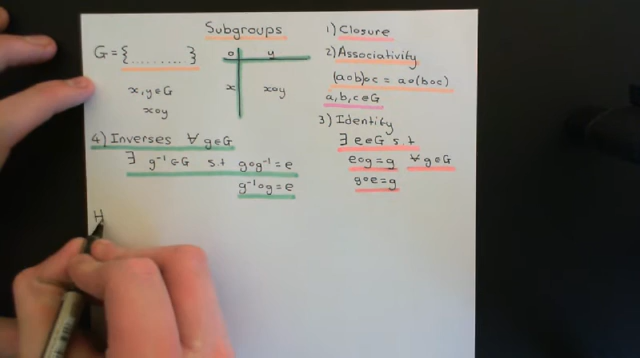 Subgroups
G = {.........}
x, y ∈ G
x∘y
∘ y
x x∘y
1) Closure
2) Associativity
(a∘b)∘c = a∘(b∘c)
a, b, c ∈ G
3) Identity
∃ e∈G s.t
e∘g = g ∀ g∈G
g∘e = g
4) Inverses ∀ g∈G
∃ g⁻¹∈G s.t g∘g⁻¹ = e
g⁻¹∘g = e
H